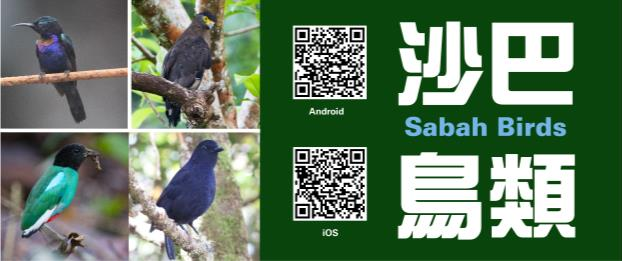 Android
iOS
沙巴
Sabah Birds
鳥類